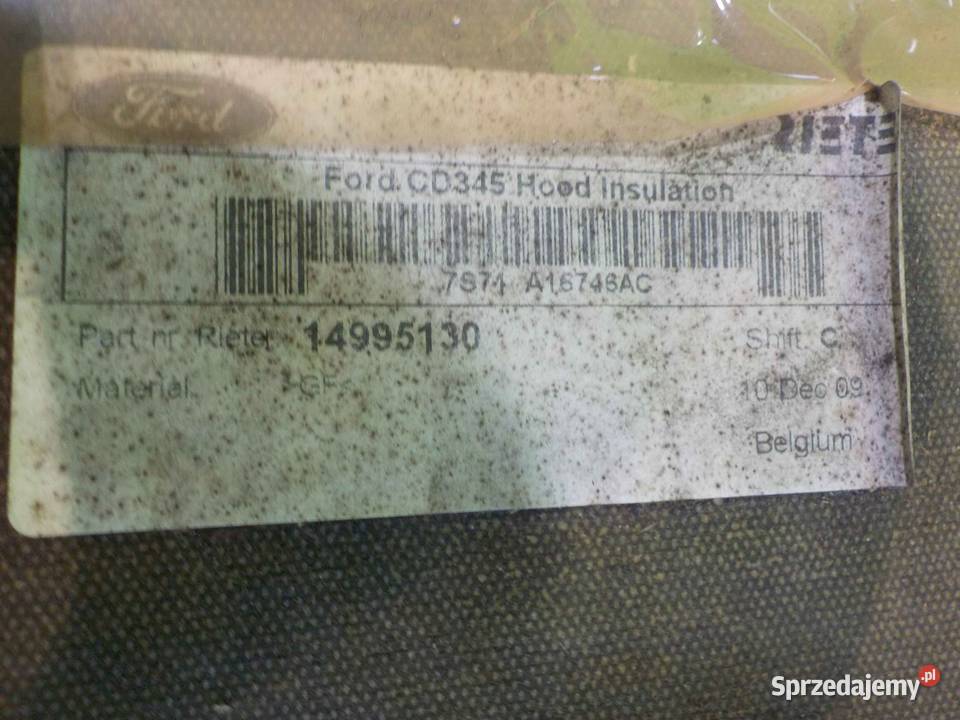 Ford
RIETE
Ford CD345 Hood Insulation
7S71 A16746AC
Part nr. Rieter 14995130 Shift. C
Material. >GF<
10 Dec 09
Belgium
Sprzedajemy.pl